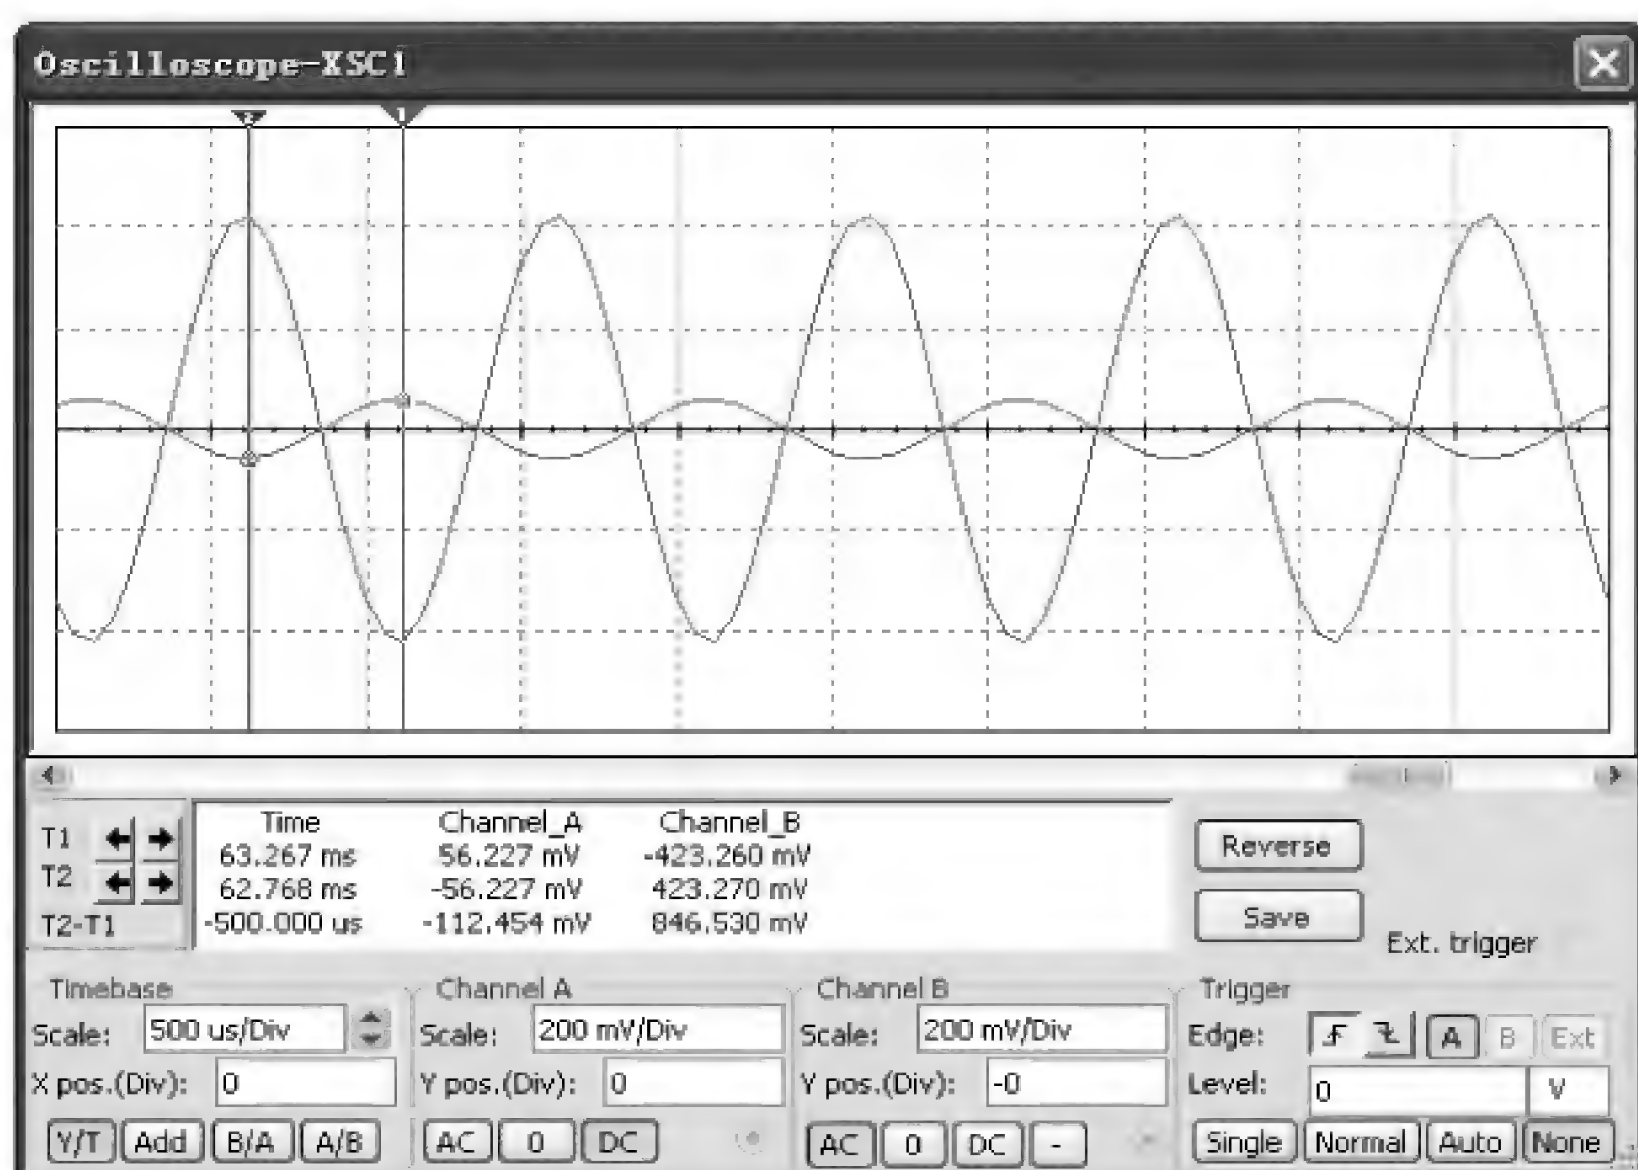 Oscilloscope-XSC1
2 1
Time Channel_A Channel_B
T1 63.267 ms 56.227 mV -423.260 mV
T2 62.768 ms -56.227 mV 423.270 mV
T2-T1 -500.000 us -112.454 mV 846.530 mV
Reverse
Save
Ext. trigger
Timebase
Scale: 500 us/Div
X pos.(Div): 0
Y/T Add B/A A/B
Channel A
Scale: 200 mV/Div
Y pos.(Div): 0
AC 0 DC
Channel B
Scale: 200 mV/Div
Y pos.(Div): -0
AC 0 DC -
Trigger
Edge: A B Ext
Level: 0 V
Single Normal Auto None